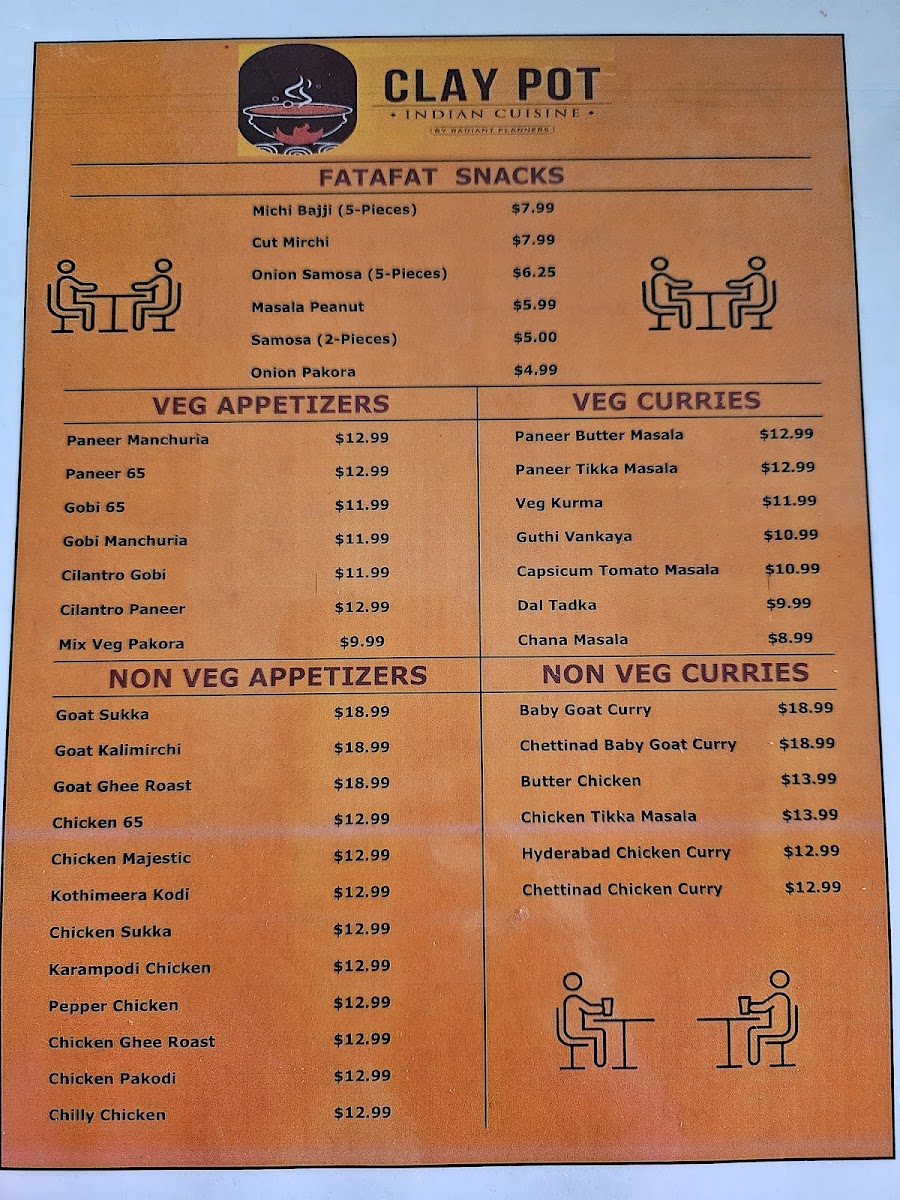 CLAY POT
• INDIAN CUISINE •
BY RADIANT PLANNERS
FATAFAT SNACKS
Michi Bajji (5-Pieces) $7.99
Cut Mirchi $7.99
Onion Samosa (5-Pieces) $6.25
Masala Peanut $5.99
Samosa (2-Pieces) $5.00
Onion Pakora $4.99
VEG APPETIZERS
Paneer Manchuria $12.99
Paneer 65 $12.99
Gobi 65 $11.99
Gobi Manchuria $11.99
Cilantro Gobi $11.99
Cilantro Paneer $12.99
Mix Veg Pakora $9.99
VEG CURRIES
Paneer Butter Masala $12.99
Paneer Tikka Masala $12.99
Veg Kurma $11.99
Guthi Vankaya $10.99
Capsicum Tomato Masala $10.99
Dal Tadka $9.99
Chana Masala $8.99
NON VEG APPETIZERS
Goat Sukka $18.99
Goat Kalimirchi $18.99
Goat Ghee Roast $18.99
Chicken 65 $12.99
Chicken Majestic $12.99
Kothimeera Kodi $12.99
Chicken Sukka $12.99
Karampodi Chicken $12.99
Pepper Chicken $12.99
Chicken Ghee Roast $12.99
Chicken Pakodi $12.99
Chilly Chicken $12.99
NON VEG CURRIES
Baby Goat Curry $18.99
Chettinad Baby Goat Curry $18.99
Butter Chicken $13.99
Chicken Tikka Masala $13.99
Hyderabad Chicken Curry $12.99
Chettinad Chicken Curry $12.99